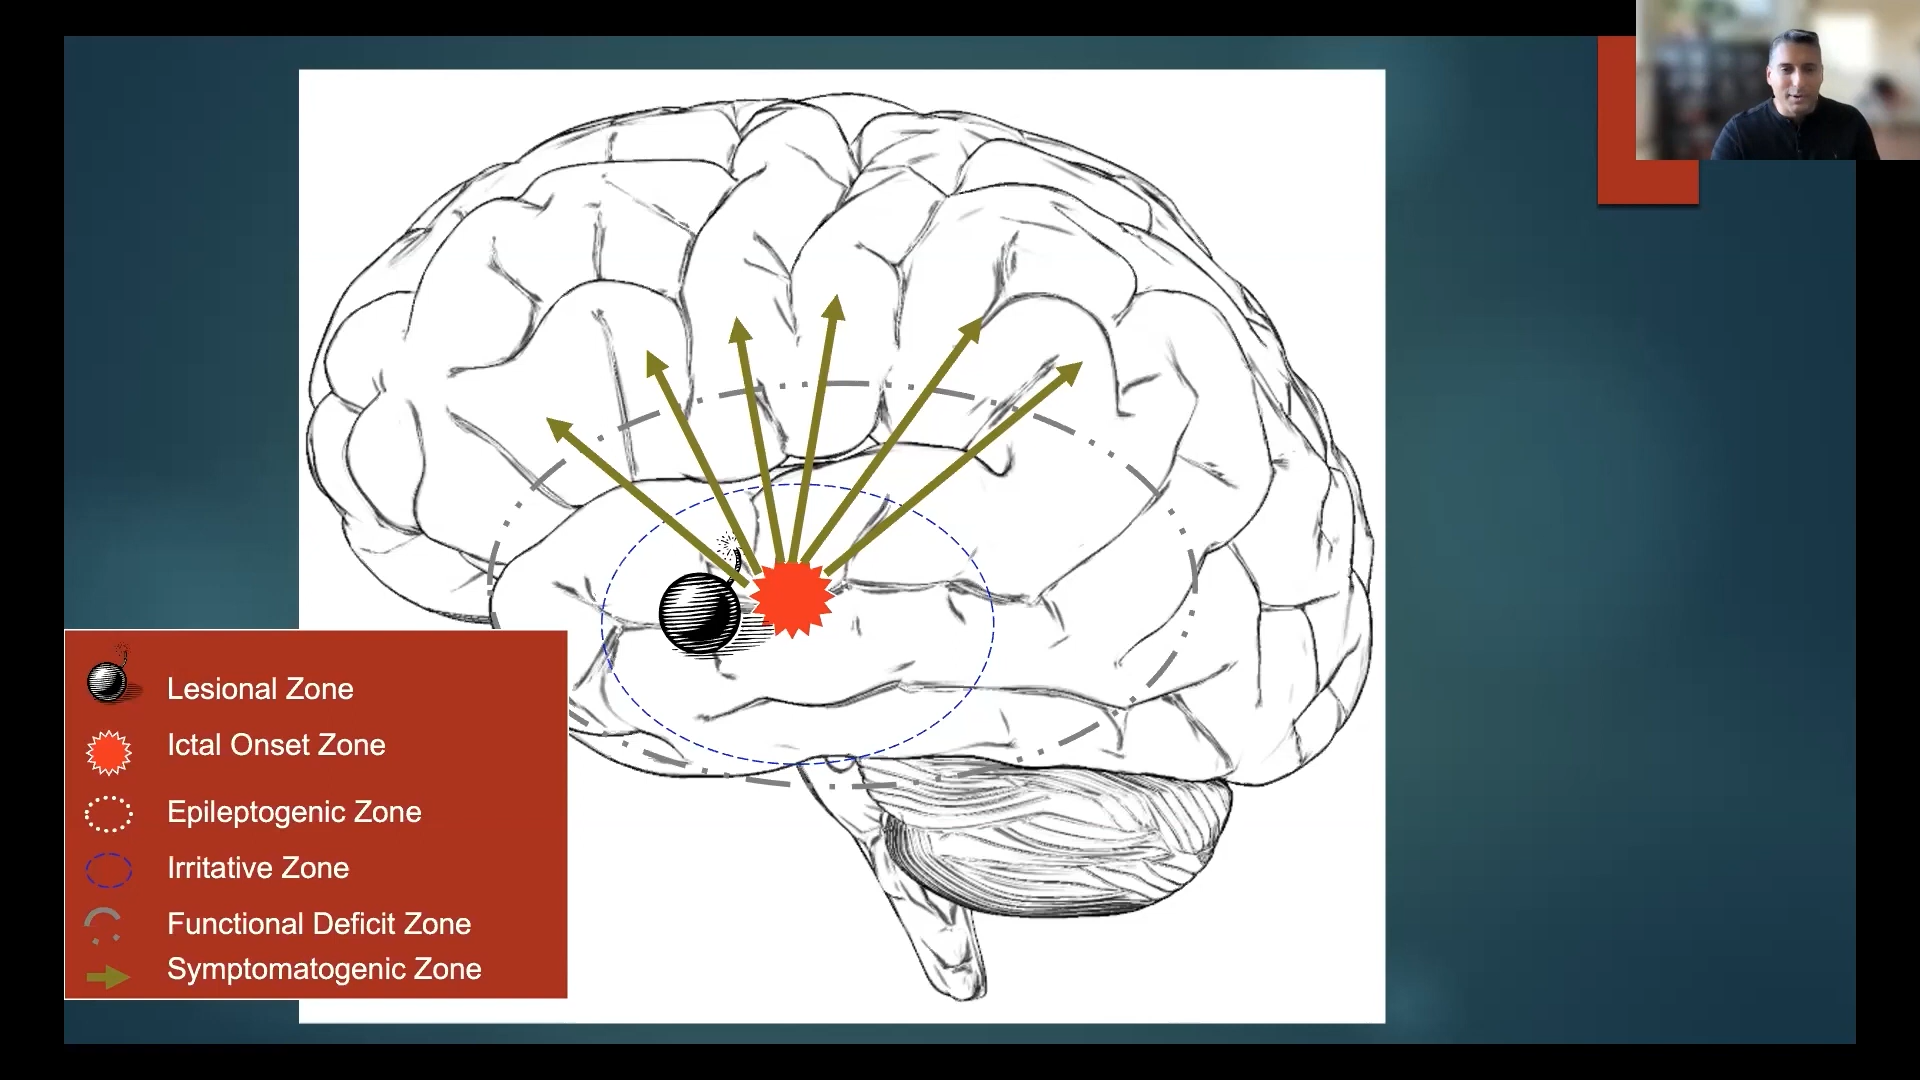 Lesional Zone
Ictal Onset Zone
Epileptogenic Zone
Irritative Zone
Functional Deficit Zone
Symptomatogenic Zone